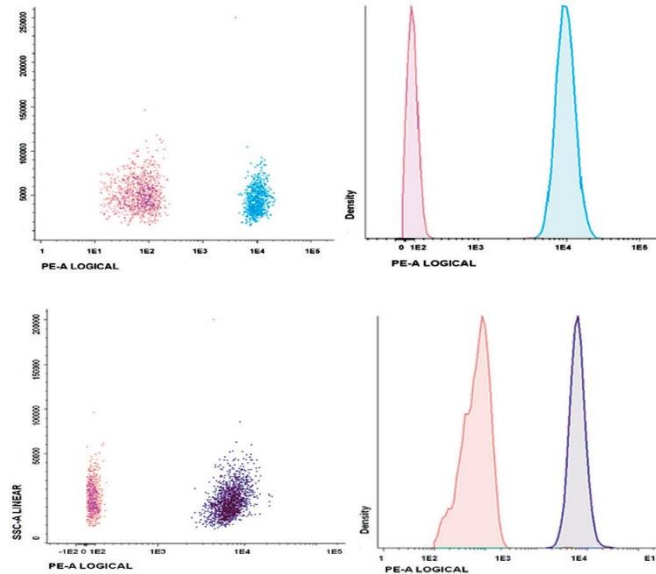 250000
200000
150000
100000
5000
1 1E1 1E2 1E3 1E4 1E5
PE-A LOGICAL
Density
0 1E2 1E3 1E4 1E5
PE-A LOGICAL
SSC-A LINEAR
200000
150000
100000
50000
0
-1E2 0 1E2 1E3 1E4 1E5
PE-A LOGICAL
Density
1 1E2 1E3 1E4 E1
PE-A LOGICAL